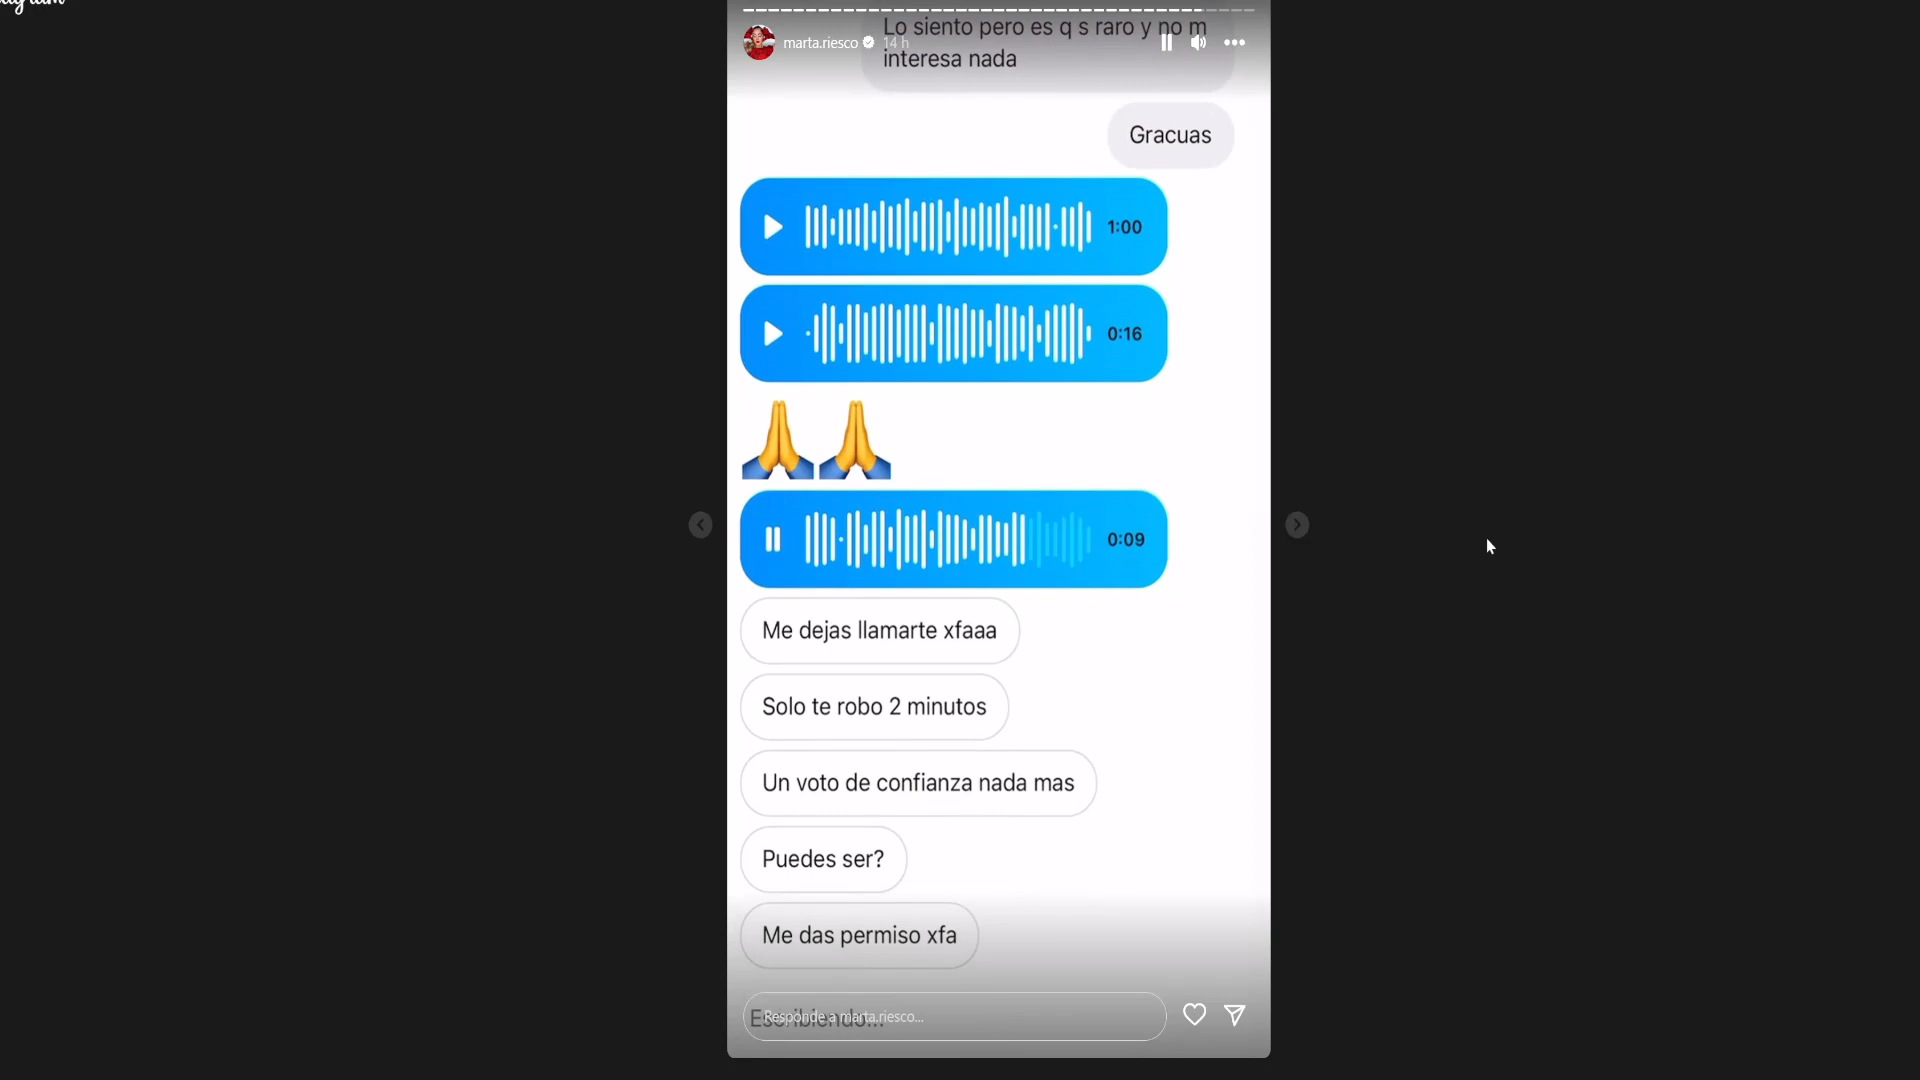 Lo siento pero es q s raro y no m
marta.riesco 14 h
interesa nada
Gracuas
1:00
0:16
0:09
Me dejas llamarte xfaaa
Solo te robo 2 minutos
Un voto de confianza nada mas
Puedes ser?
Me das permiso xfa
Escribiendo...
Responde a marta.riesco...